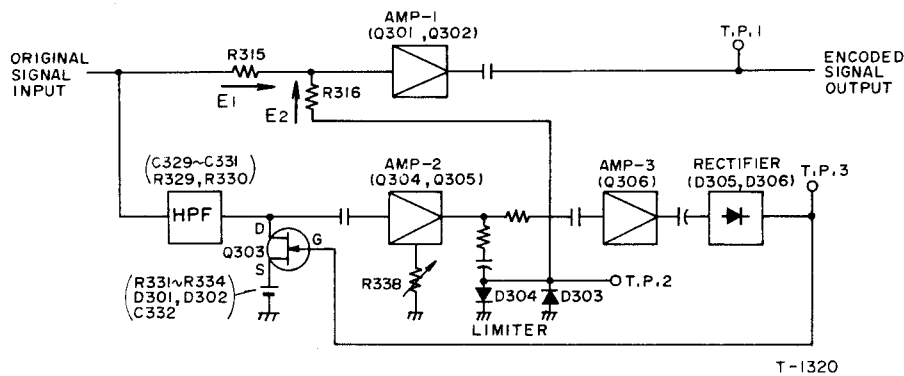 AMP-1
(Q301, Q302)
T.P.1
ORIGINAL
SIGNAL
INPUT
R315
E1
E2
R316
ENCODED
SIGNAL
OUTPUT
(C329~C331
R329, R330)
HPF
AMP-2
(Q304, Q305)
AMP-3
(Q306)
RECTIFIER
(D305, D306)
T.P.3
D
Q303
G
S
(R331~R334
D301, D302
C332)
R338
D304
D303
T.P.2
LIMITER
T-1320